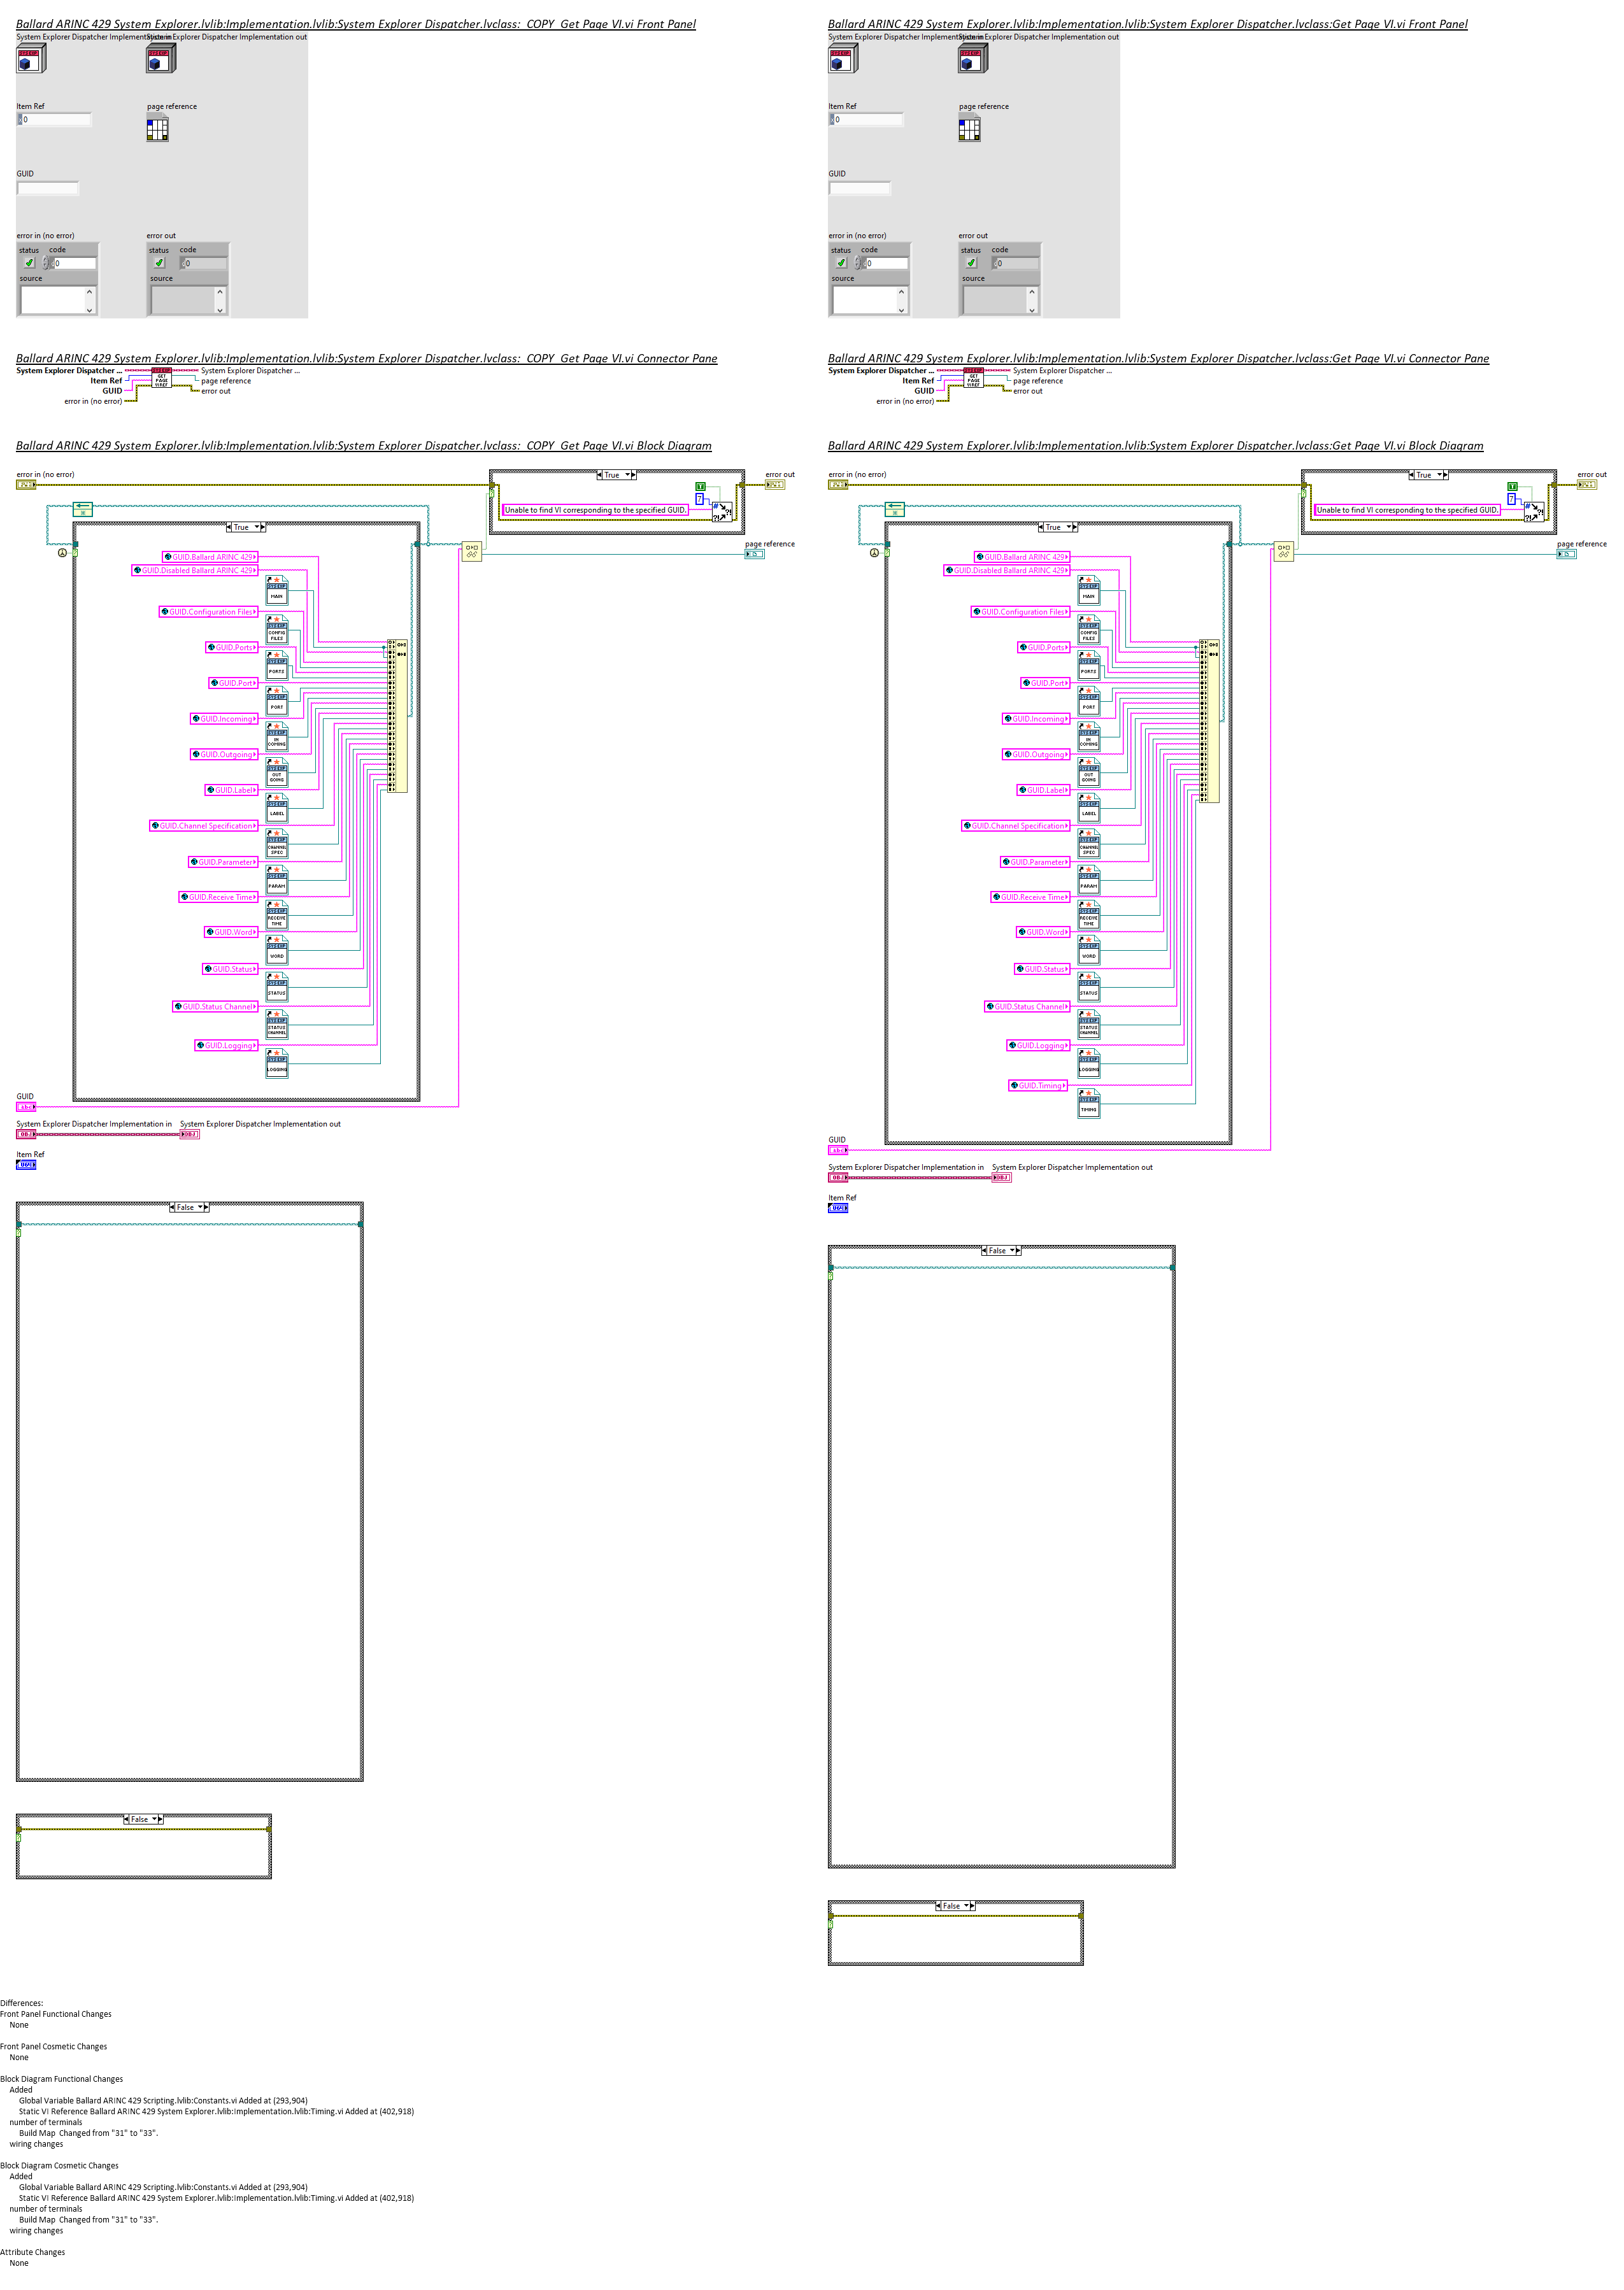 Ballard ARINC 429 System Explorer.lvlib:Implementation.lvlib:System Explorer Dispatcher.lvclass:_COPY_Get Page VI.vi Front Panel
System Explorer Dispatcher Implementation in
System Explorer Dispatcher Implementation out
Item Ref
page reference
0
GUID
error in (no error)
error out
status code
status code
0
0
source
source
Ballard ARINC 429 System Explorer.lvlib:Implementation.lvlib:System Explorer Dispatcher.lvclass:_COPY_Get Page VI.vi Connector Pane
System Explorer Dispatcher ...
System Explorer Dispatcher ...
Item Ref
page reference
GUID
error out
error in (no error)
GET
PAGE
VI REF
Ballard ARINC 429 System Explorer.lvlib:Implementation.lvlib:System Explorer Dispatcher.lvclass:_COPY_Get Page VI.vi Block Diagram
error in (no error)
True
error out
7
Unable to find VI corresponding to the specified GUID.
True
page reference
GUID.Ballard ARINC 429
GUID.Disabled Ballard ARINC 429
MAIN
GUID.Configuration Files
CONFIG
FILES
GUID.Ports
PORTS
GUID.Port
PORT
GUID.Incoming
IN
COMING
GUID.Outgoing
OUT
GOING
GUID.Label
LABEL
GUID.Channel Specification
CHANNEL
SPEC
GUID.Parameter
PARAM
GUID.Receive Time
RECEIVE
TIME
GUID.Word
WORD
GUID.Status
STATUS
GUID.Status Channel
STATUS
CHANNEL
GUID.Logging
LOGGING
GUID
abc
System Explorer Dispatcher Implementation in
System Explorer Dispatcher Implementation out
OBJ
OBJ
Item Ref
False
False
Ballard ARINC 429 System Explorer.lvlib:Implementation.lvlib:System Explorer Dispatcher.lvclass:Get Page VI.vi Front Panel
System Explorer Dispatcher Implementation in
System Explorer Dispatcher Implementation out
Item Ref
page reference
0
GUID
error in (no error)
error out
status code
status code
0
0
source
source
Ballard ARINC 429 System Explorer.lvlib:Implementation.lvlib:System Explorer Dispatcher.lvclass:Get Page VI.vi Connector Pane
System Explorer Dispatcher ...
System Explorer Dispatcher ...
Item Ref
page reference
GUID
error out
error in (no error)
GET
PAGE
VI REF
Ballard ARINC 429 System Explorer.lvlib:Implementation.lvlib:System Explorer Dispatcher.lvclass:Get Page VI.vi Block Diagram
error in (no error)
True
error out
7
Unable to find VI corresponding to the specified GUID.
True
page reference
GUID.Ballard ARINC 429
GUID.Disabled Ballard ARINC 429
MAIN
GUID.Configuration Files
CONFIG
FILES
GUID.Ports
PORTS
GUID.Port
PORT
GUID.Incoming
IN
COMING
GUID.Outgoing
OUT
GOING
GUID.Label
LABEL
GUID.Channel Specification
CHANNEL
SPEC
GUID.Parameter
PARAM
GUID.Receive Time
RECEIVE
TIME
GUID.Word
WORD
GUID.Status
STATUS
GUID.Status Channel
STATUS
CHANNEL
GUID.Logging
LOGGING
GUID.Timing
TIMING
GUID
abc
System Explorer Dispatcher Implementation in
System Explorer Dispatcher Implementation out
OBJ
OBJ
Item Ref
False
False
Differences:
Front Panel Functional Changes
None
Front Panel Cosmetic Changes
None
Block Diagram Functional Changes
Added
Global Variable Ballard ARINC 429 Scripting.lvlib:Constants.vi Added at (293,904)
Static VI Reference Ballard ARINC 429 System Explorer.lvlib:Implementation.lvlib:Timing.vi Added at (402,918)
number of terminals
Build Map Changed from "31" to "33".
wiring changes
Block Diagram Cosmetic Changes
Added
Global Variable Ballard ARINC 429 Scripting.lvlib:Constants.vi Added at (293,904)
Static VI Reference Ballard ARINC 429 System Explorer.lvlib:Implementation.lvlib:Timing.vi Added at (402,918)
number of terminals
Build Map Changed from "31" to "33".
wiring changes
Attribute Changes
None